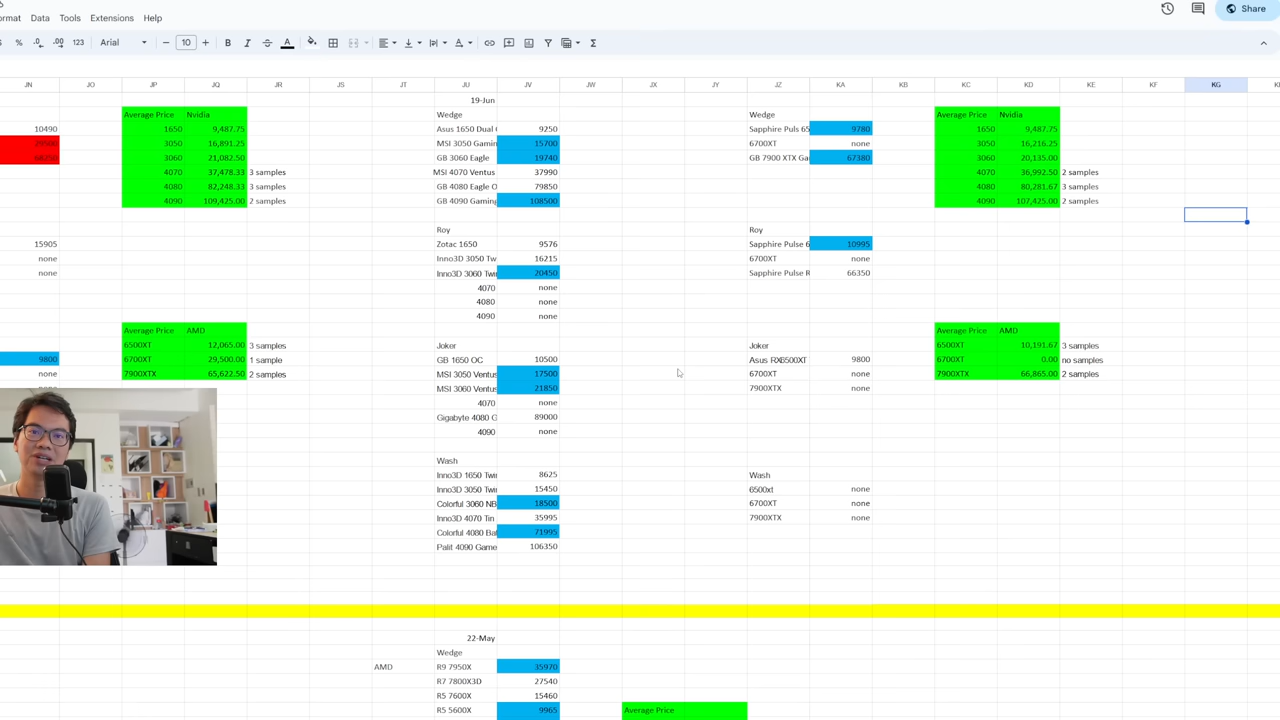 ormat Data Tools Extensions Help Share
% .0 .00 123 Arial 10 B I A
JN JO JP JQ JR JS JT JU JV JW JX JY JZ KA KB KC KD KE KF KG
19-Jun
Average Price Nvidia Wedge Wedge Average Price Nvidia
10490 1650 9,487.75 Asus 1650 Dual 9250 Sapphire Puls 65 9780 1650 9,487.75
3050 16,891.25 MSI 3050 Gamin 15700 6700XT none 3050 16,216.25
3060 21,082.50 GB 3060 Eagle 19740 GB 7900 XTX Ga 67380 3060 20,135.00
4070 37,478.33 3 samples MSI 4070 Ventus 37990 4070 36,992.50 2 samples
4080 82,248.33 3 samples GB 4080 Eagle O 79850 4080 80,281.67 3 samples
4090 109,425.00 2 samples GB 4090 Gaming 108500 4090 107,425.00 2 samples
Roy Roy
15905 Zotac 1650 9576 Sapphire Pulse 6 10995
none Inno3D 3050 Tw 16215 6700XT none
none Inno3D 3060 Twi 20450 Sapphire Pulse R 66350
4070 none
4080 none
4090 none
Average Price AMD Average Price AMD
6500XT 12,065.00 3 samples Joker Joker 6500XT 10,191.67 3 samples
9800 6700XT 29,500.00 1 sample GB 1650 OC 10500 Asus RX6500XT 9800 6700XT 0.00 no samples
none 7900XTX 65,622.50 2 samples MSI 3050 Ventus 17500 6700XT none 7900XTX 66,865.00 2 samples
MSI 3060 Ventus 21850 7900XTX none
4070 none
Gigabyte 4080 G 89000
4090 none
Wash Wash
Inno3D 1650 Twi 8625 6500xt none
Inno3D 3050 Twi 15450 6700XT none
Colorful 3060 NB 18500 7900XTX none
Inno3D 4070 Tin 35995
Colorful 4080 Bat 71995
Palit 4090 Game 106350
22-May
Wedge
AMD R9 7950X 35970
R7 7800X3D 27540
R5 7600X 15460
R5 5600X 9965 Average Price